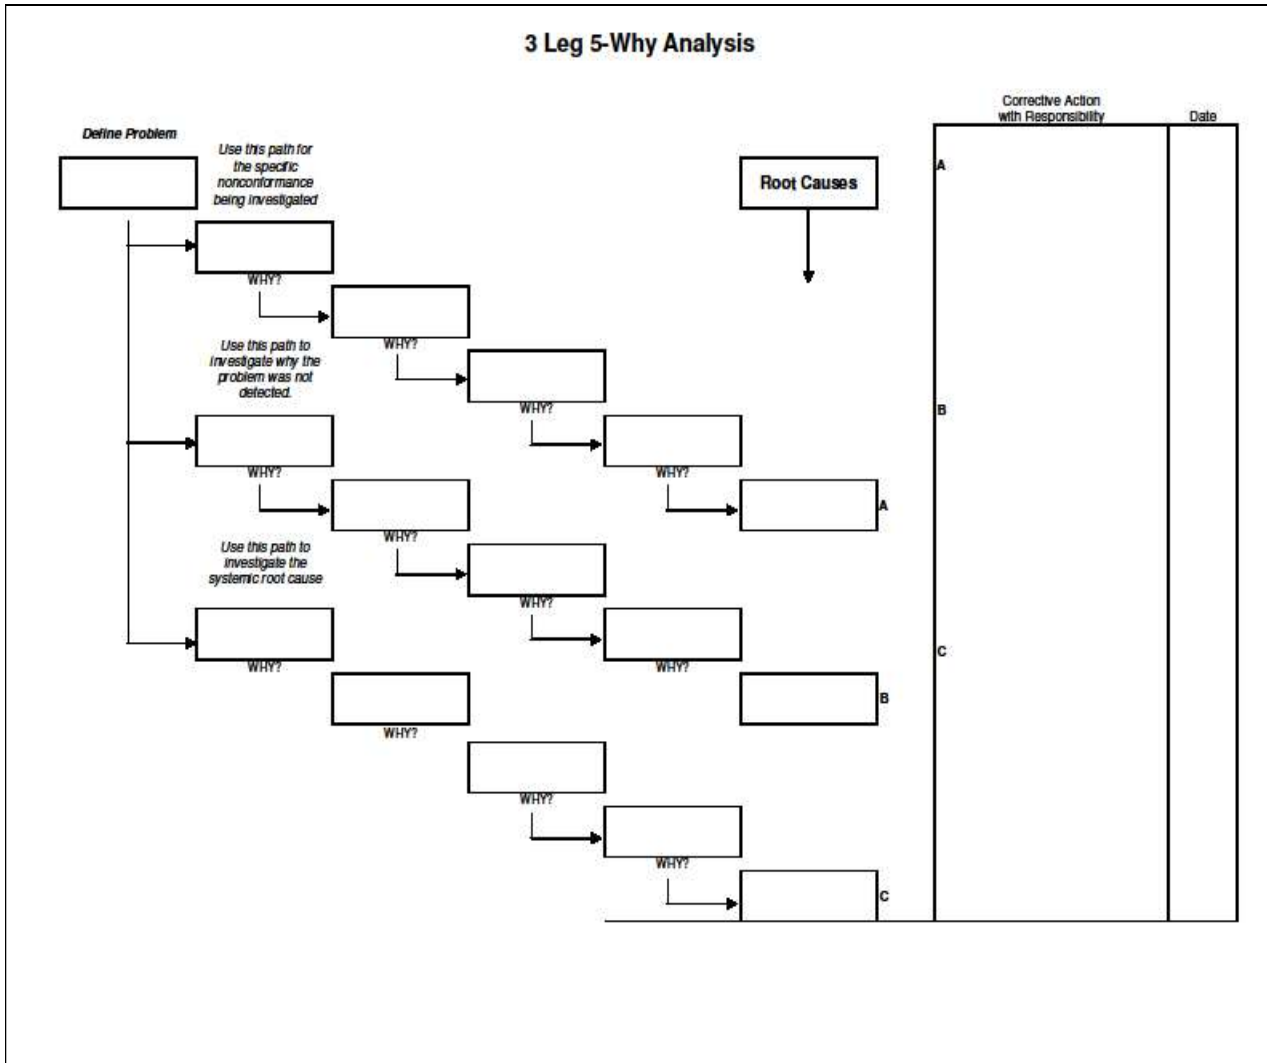 3 Leg 5-Why Analysis
Corrective Action
with Responsibility
Date
Define Problem
Use this path for
the specific
nonconformance
being investigated
Root Causes
A
WHY?
WHY?
Use this path to
investigate why the
problem was not
detected.
WHY?
B
WHY?
WHY?
A
WHY?
Use this path to
investigate the
systemic root cause
WHY?
C
WHY?
WHY?
B
WHY?
WHY?
WHY?
C